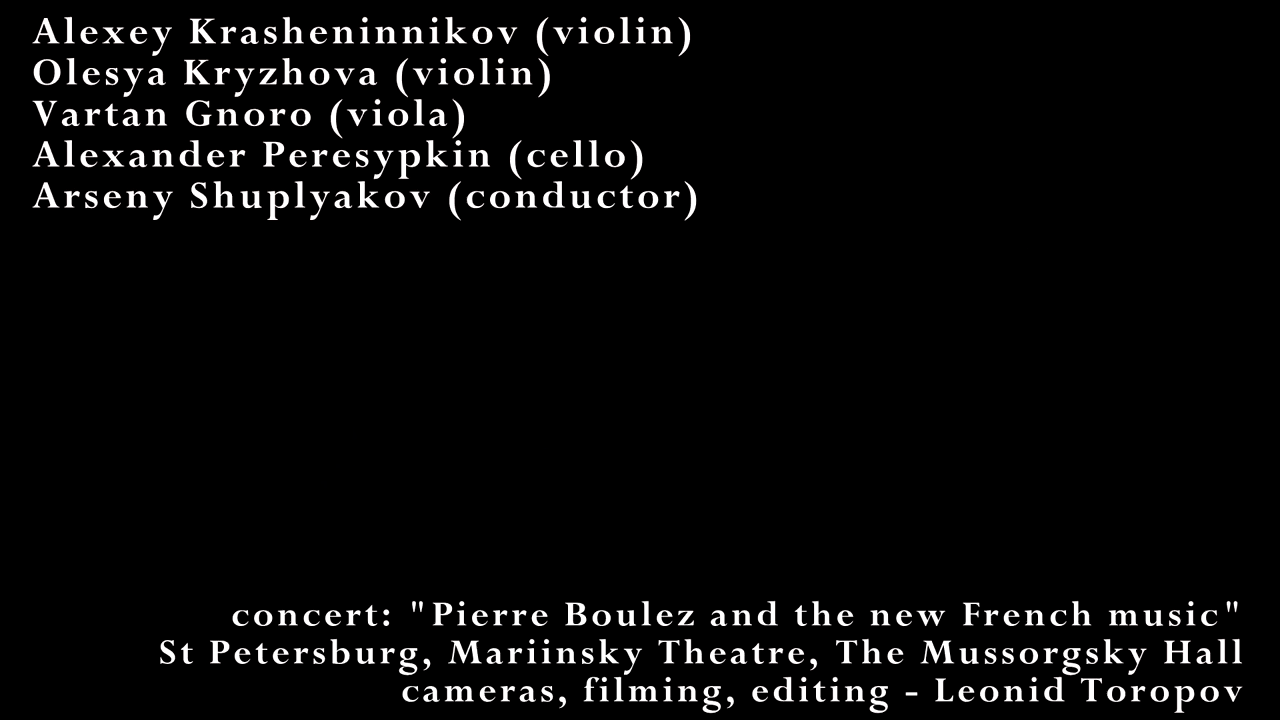 Alexey Krasheninnikov (violin)
Olesya Kryzhova (violin)
Vartan Gnoro (viola)
Alexander Peresypkin (cello)
Arseny Shuplyakov (conductor)
concert: "Pierre Boulez and the new French music"
St Petersburg, Mariinsky Theatre, The Mussorgsky Hall
cameras, filming, editing - Leonid Toropov